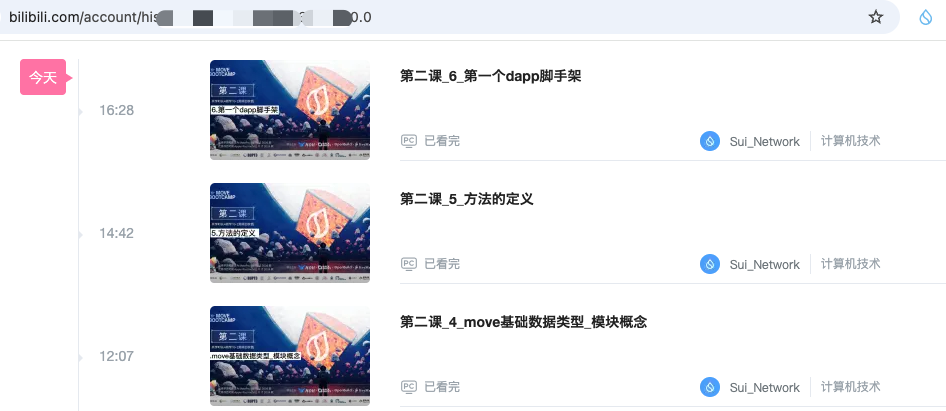 bilibili.com/account/his
0.0
今天
16:28
MOVE
BOOTCAMP
第二课
6.第一个dapp脚手架
第二课_6_第一个dapp脚手架
已看完
Sui_Network
计算机技术
14:42
MOVE
BOOTCAMP
第二课
5.方法的定义
第二课_5_方法的定义
已看完
Sui_Network
计算机技术
12:07
MOVE
BOOTCAMP
第二课
.move基础数据类型_模块概念
第二课_4_move基础数据类型_模块概念
已看完
Sui_Network
计算机技术